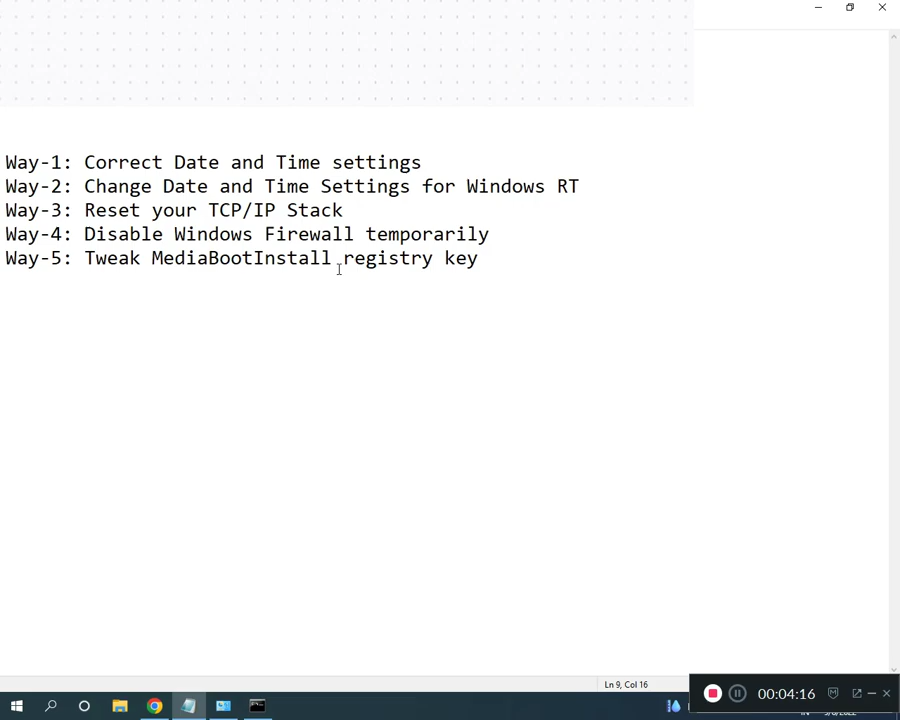 Way-1: Correct Date and Time settings
Way-2: Change Date and Time Settings for Windows RT
Way-3: Reset your TCP/IP Stack
Way-4: Disable Windows Firewall temporarily
Way-5: Tweak MediaBootInstall registry key
Ln 9, Col 16
00:04:16